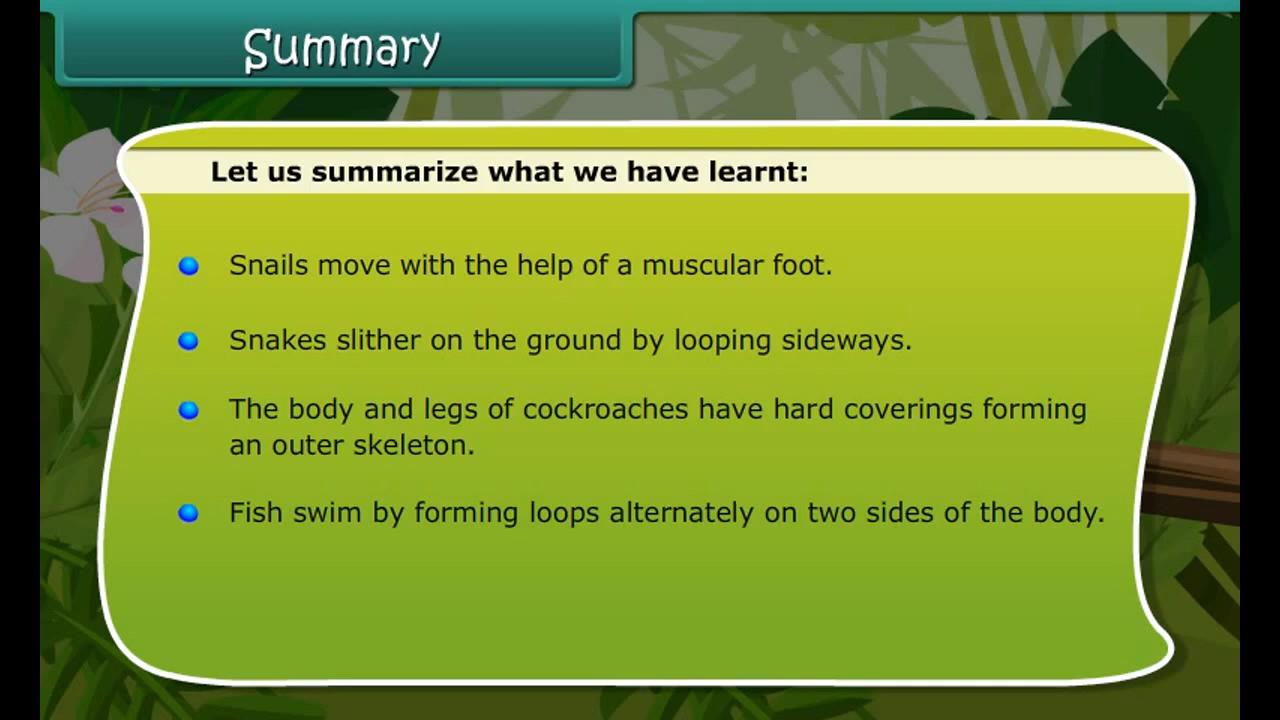 Summary
Let us summarize what we have learnt:
Snails move with the help of a muscular foot.
Snakes slither on the ground by looping sideways.
The body and legs of cockroaches have hard coverings forming
an outer skeleton.
Fish swim by forming loops alternately on two sides of the body.